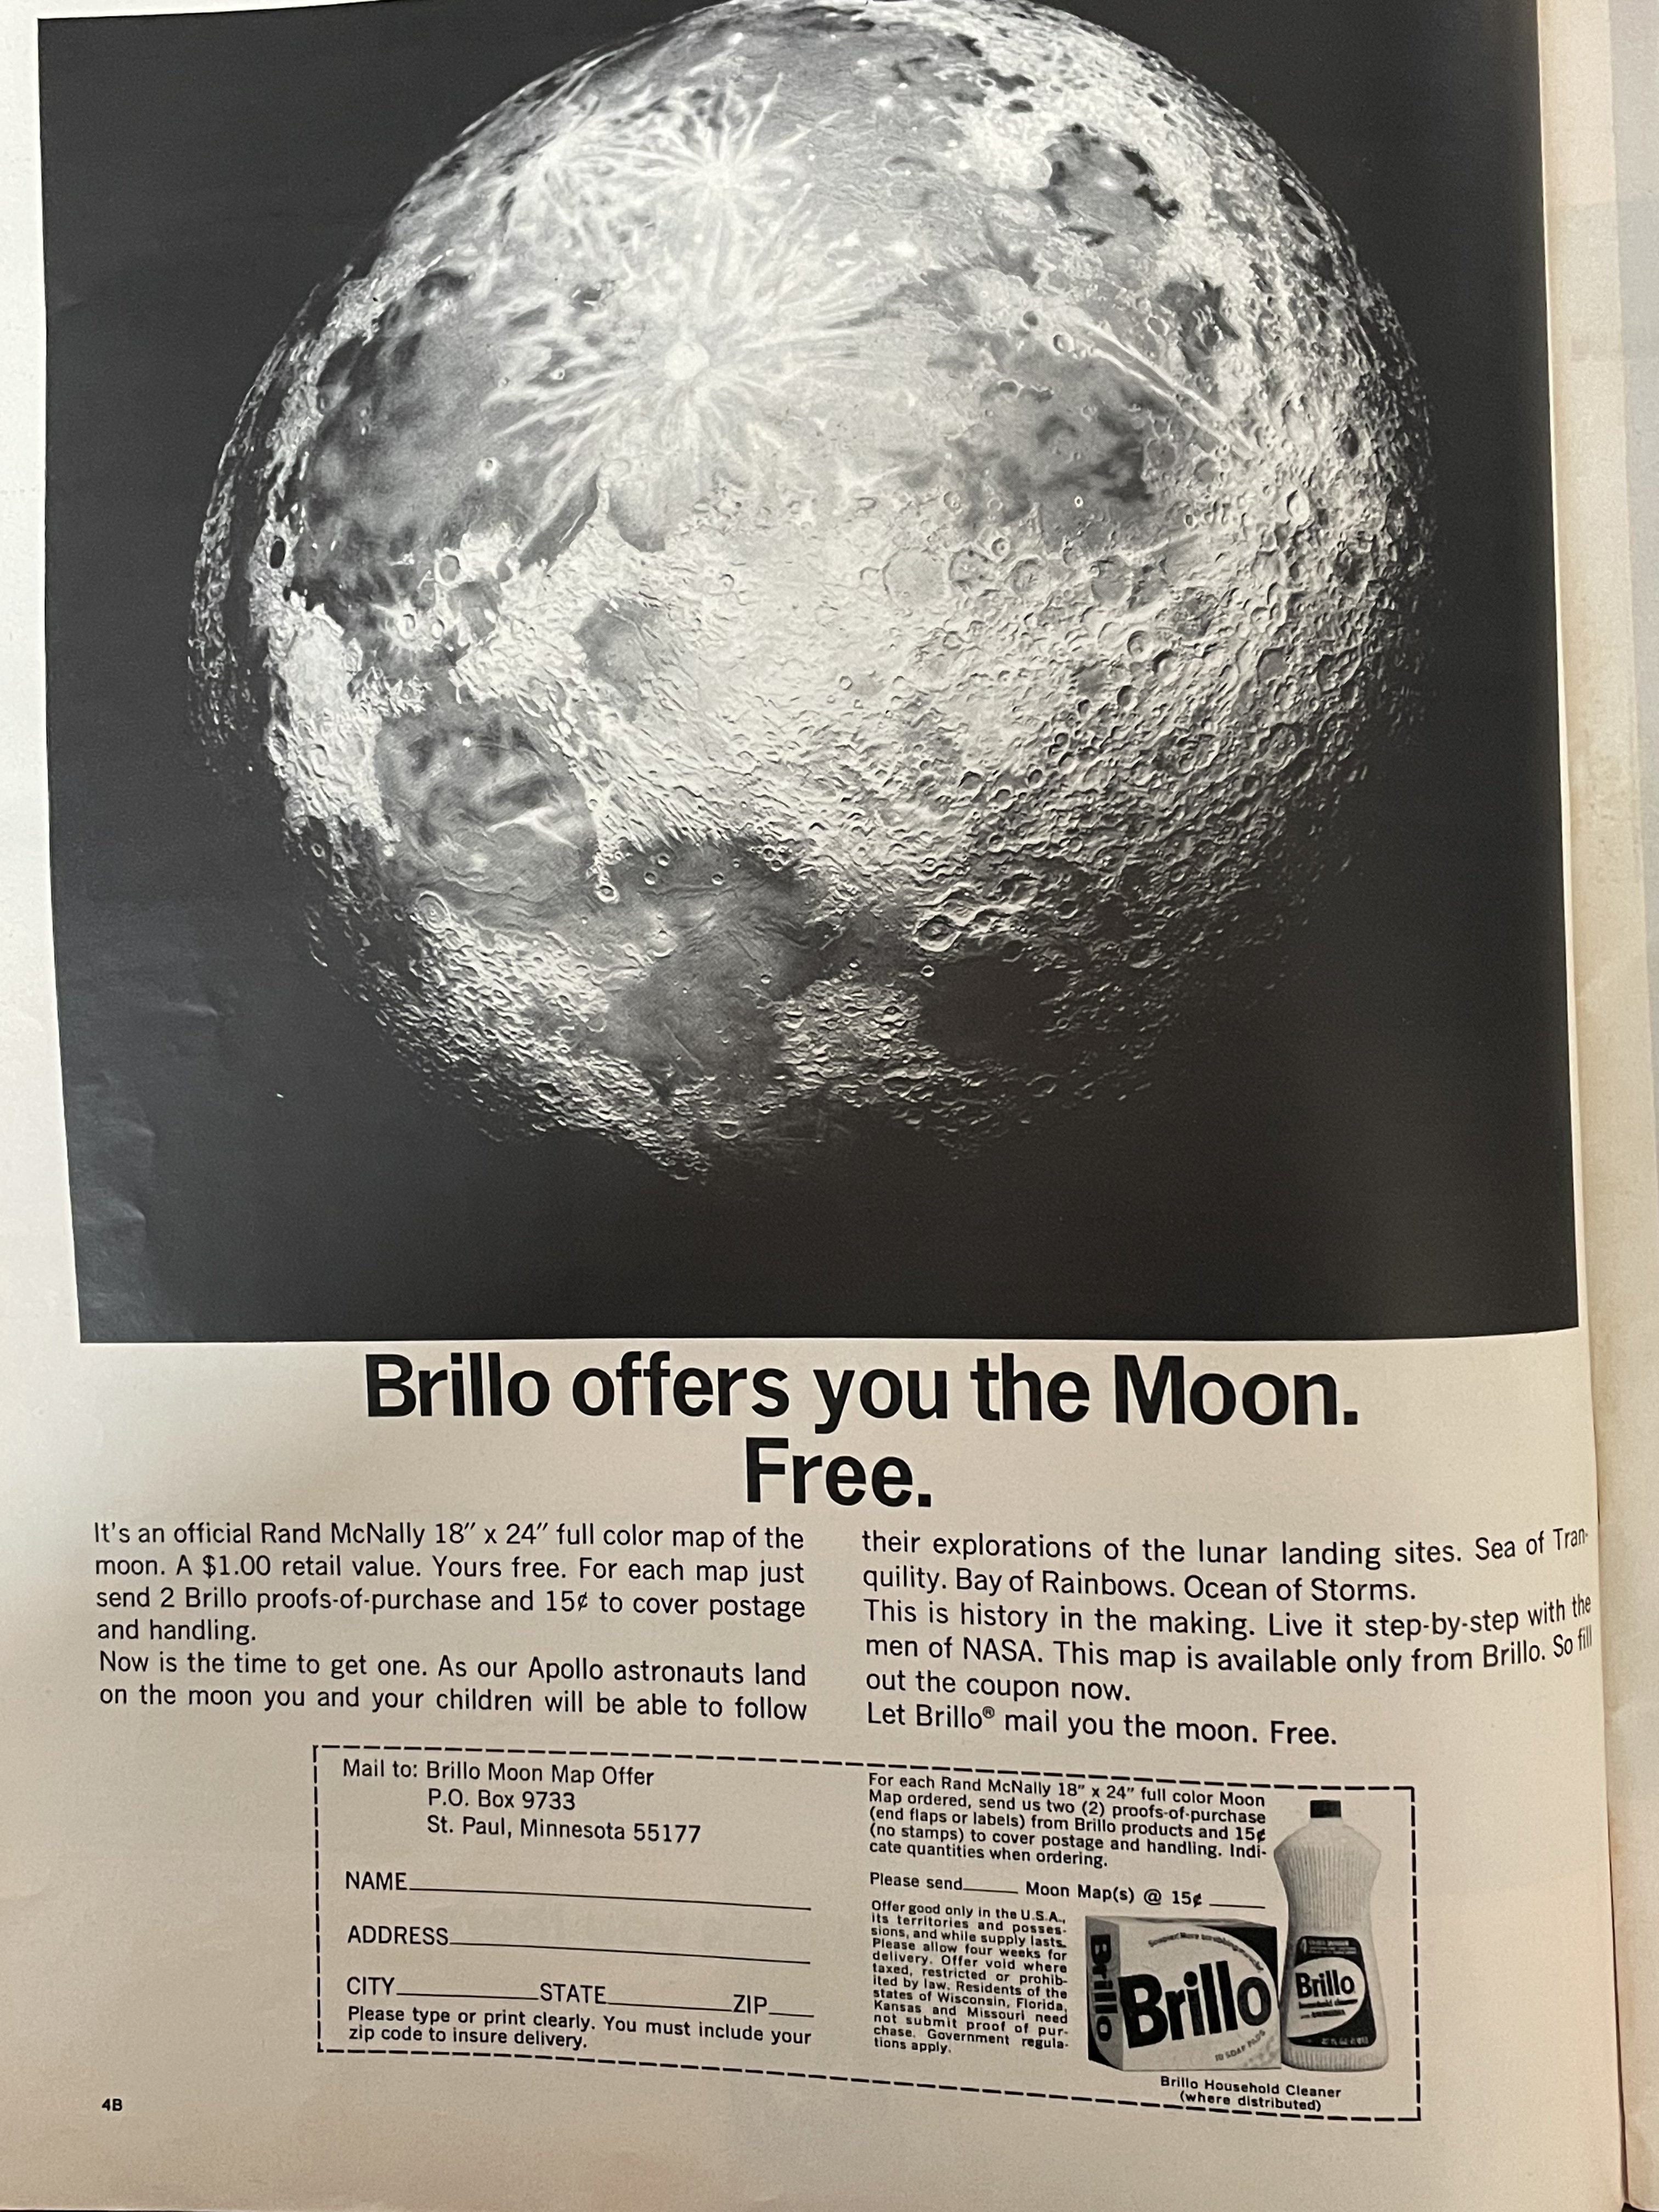 Brillo offers you the Moon.
Free.
It's an official Rand McNally 18" x 24" full color map of the
moon. A $1.00 retail value. Yours free. For each map just
send 2 Brillo proofs-of-purchase and 15¢ to cover postage
and handling.
Now is the time to get one. As our Apollo astronauts land
on the moon you and your children will be able to follow
their explorations of the lunar landing sites. Sea of Tran-
quility. Bay of Rainbows. Ocean of Storms.
This is history in the making. Live it step-by-step with the
men of NASA. This map is available only from Brillo. So fill
out the coupon now.
Let Brillo® mail you the moon. Free.
Mail to: Brillo Moon Map Offer
P.O. Box 9733
St. Paul, Minnesota 55177
NAME
ADDRESS
CITY STATE ZIP
Please type or print clearly. You must include your
zip code to insure delivery.
For each Rand McNally 18" x 24" full color Moon
Map ordered, send us two (2) proofs-of-purchase
(end flaps or labels) from Brillo products and 15¢
(no stamps) to cover postage and handling. Indi-
cate quantities when ordering.
Please send Moon Map(s) @ 15¢
Offer good only in the U.S.A.,
its territories and posses-
sions, and while supply lasts.
Please allow four weeks for
delivery. Offer void where
taxed, restricted or prohib-
ited by law. Residents of the
states of Wisconsin, Florida,
Kansas and Missouri need
not submit proof of pur-
chase. Government regula-
tions apply.
Brillo
Brillo
10 SOAP PADS
Brillo
household cleaner
Brillo Household Cleaner
(where distributed)
4B